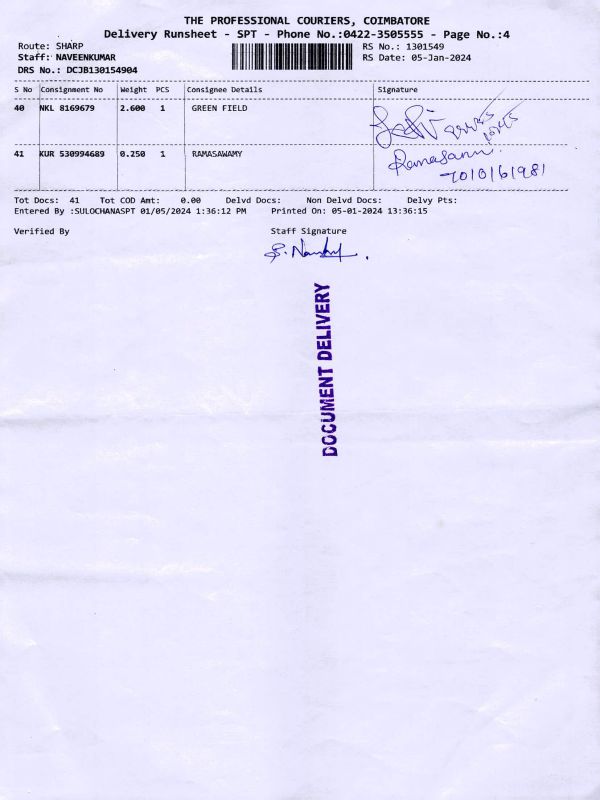 THE PROFESSIONAL COURIERS, COIMBATORE
Delivery Runsheet - SPT - Phone No.:0422-3505555 - Page No.:4
Route: SHARP RS No.: 1301549
Staff: NAVEENKUMAR RS Date: 05-Jan-2024
DRS No.: DCJB130154904
S No Consignment No Weight PCS Consignee Details Signature
40 NKL 8169679 2.600 1 GREEN FIELD
41 KUR 530994689 0.250 1 RAMASAWAMY Ramasami
7010161981
Tot Docs: 41 Tot COD Amt: 0.00 Delvd Docs: Non Delvd Docs: Delvy Pts:
Entered By :SULOCHANASPT 01/05/2024 1:36:12 PM Printed On: 05-01-2024 13:36:15
Verified By Staff Signature
DOCUMENT DELIVERY